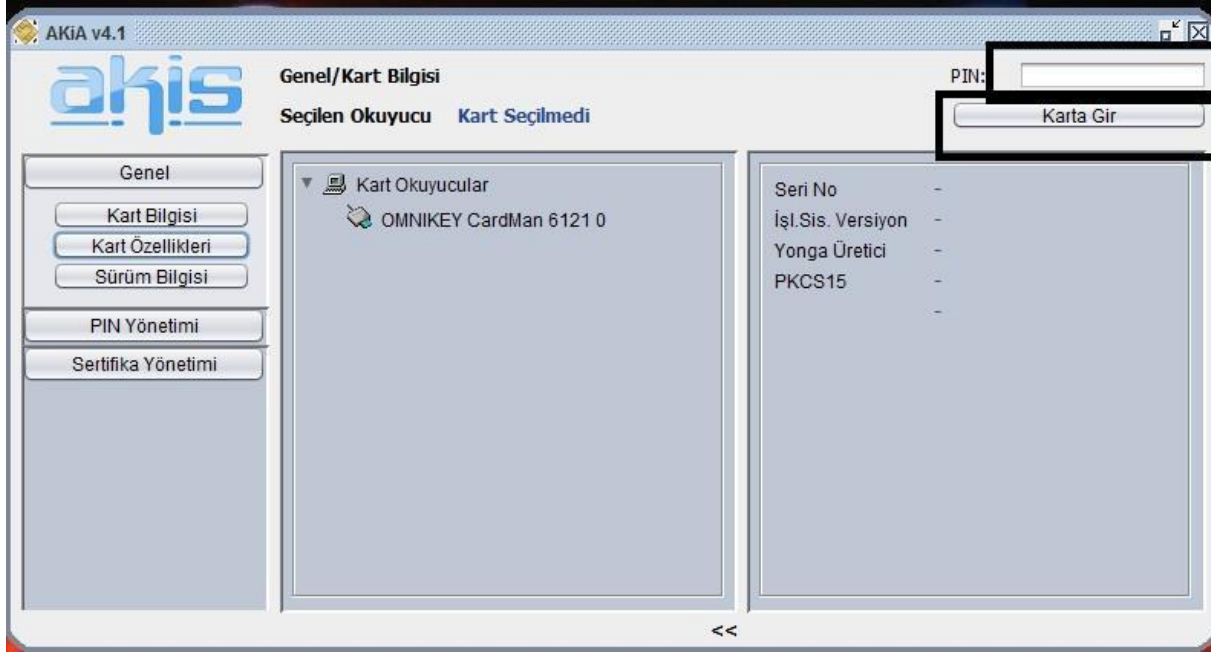 AKiA v4.1
akis
Genel/Kart Bilgisi
PIN:
Seçilen Okuyucu Kart Seçilmedi
Karta Gir
Genel
Kart Bilgisi
Kart Özellikleri
Sürüm Bilgisi
PIN Yönetimi
Sertifika Yönetimi
Kart Okuyucular
OMNIKEY CardMan 6121 0
Seri No -
İşl.Sis. Versiyon -
Yonga Üretici -
PKCS15 -
-
<<